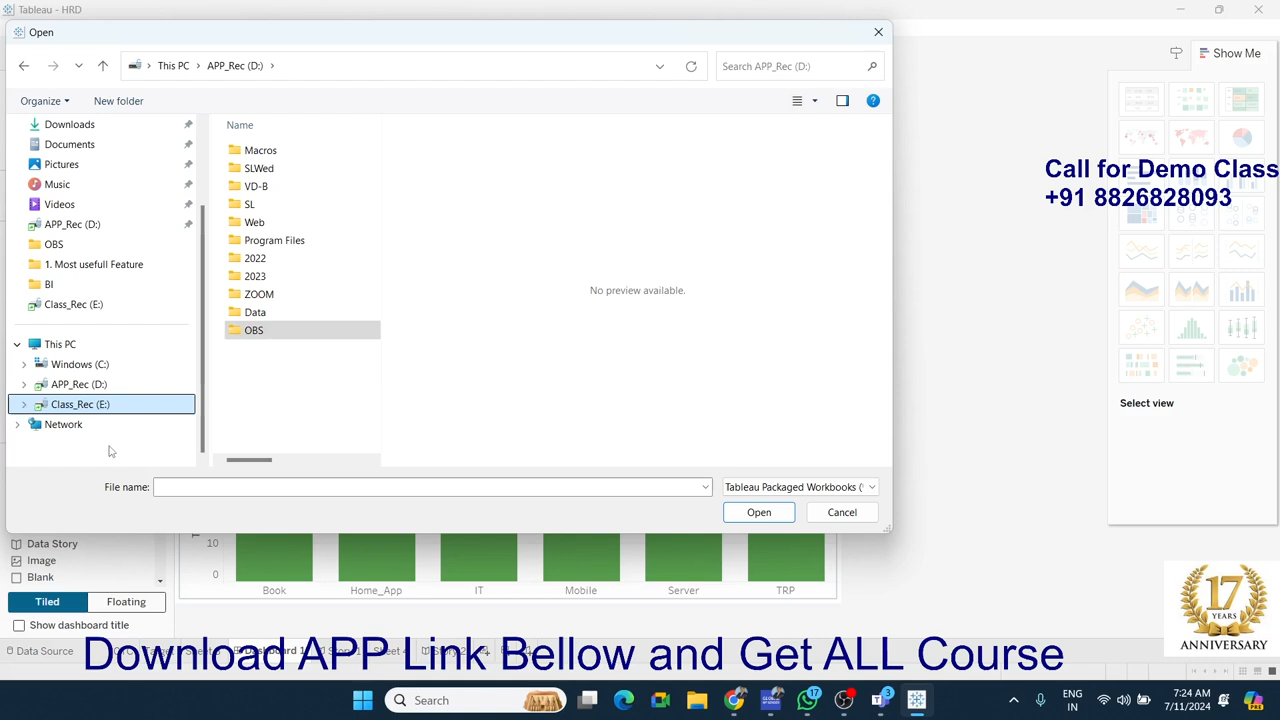 Tableau - HRD
Open
This PC > APP_Rec (D:) >
Search APP_Rec (D:)
Organize
New folder
Downloads
Documents
Pictures
Music
Videos
APP_Rec (D:)
OBS
1. Most usefull Feature
BI
Class_Rec (E:)
This PC
Windows (C:)
APP_Rec (D:)
Class_Rec (E:)
Network
Name
Macros
SLWed
VD-B
SL
Web
Program Files
2022
2023
ZOOM
Data
OBS
No preview available.
File name:
Tableau Packaged Workbooks (
Open
Cancel
Show Me
Call for Demo Class
+91 8826828093
Select view
Data Story
Image
Blank
Tiled
Floating
Show dashboard title
10
0
Book
Home_App
IT
Mobile
Server
TRP
17
YEARS
ANNIVERSARY
Data Source
Download APP Link Bellow and Get ALL Course
Search
17
3
ENG
IN
7:24 AM
7/11/2024